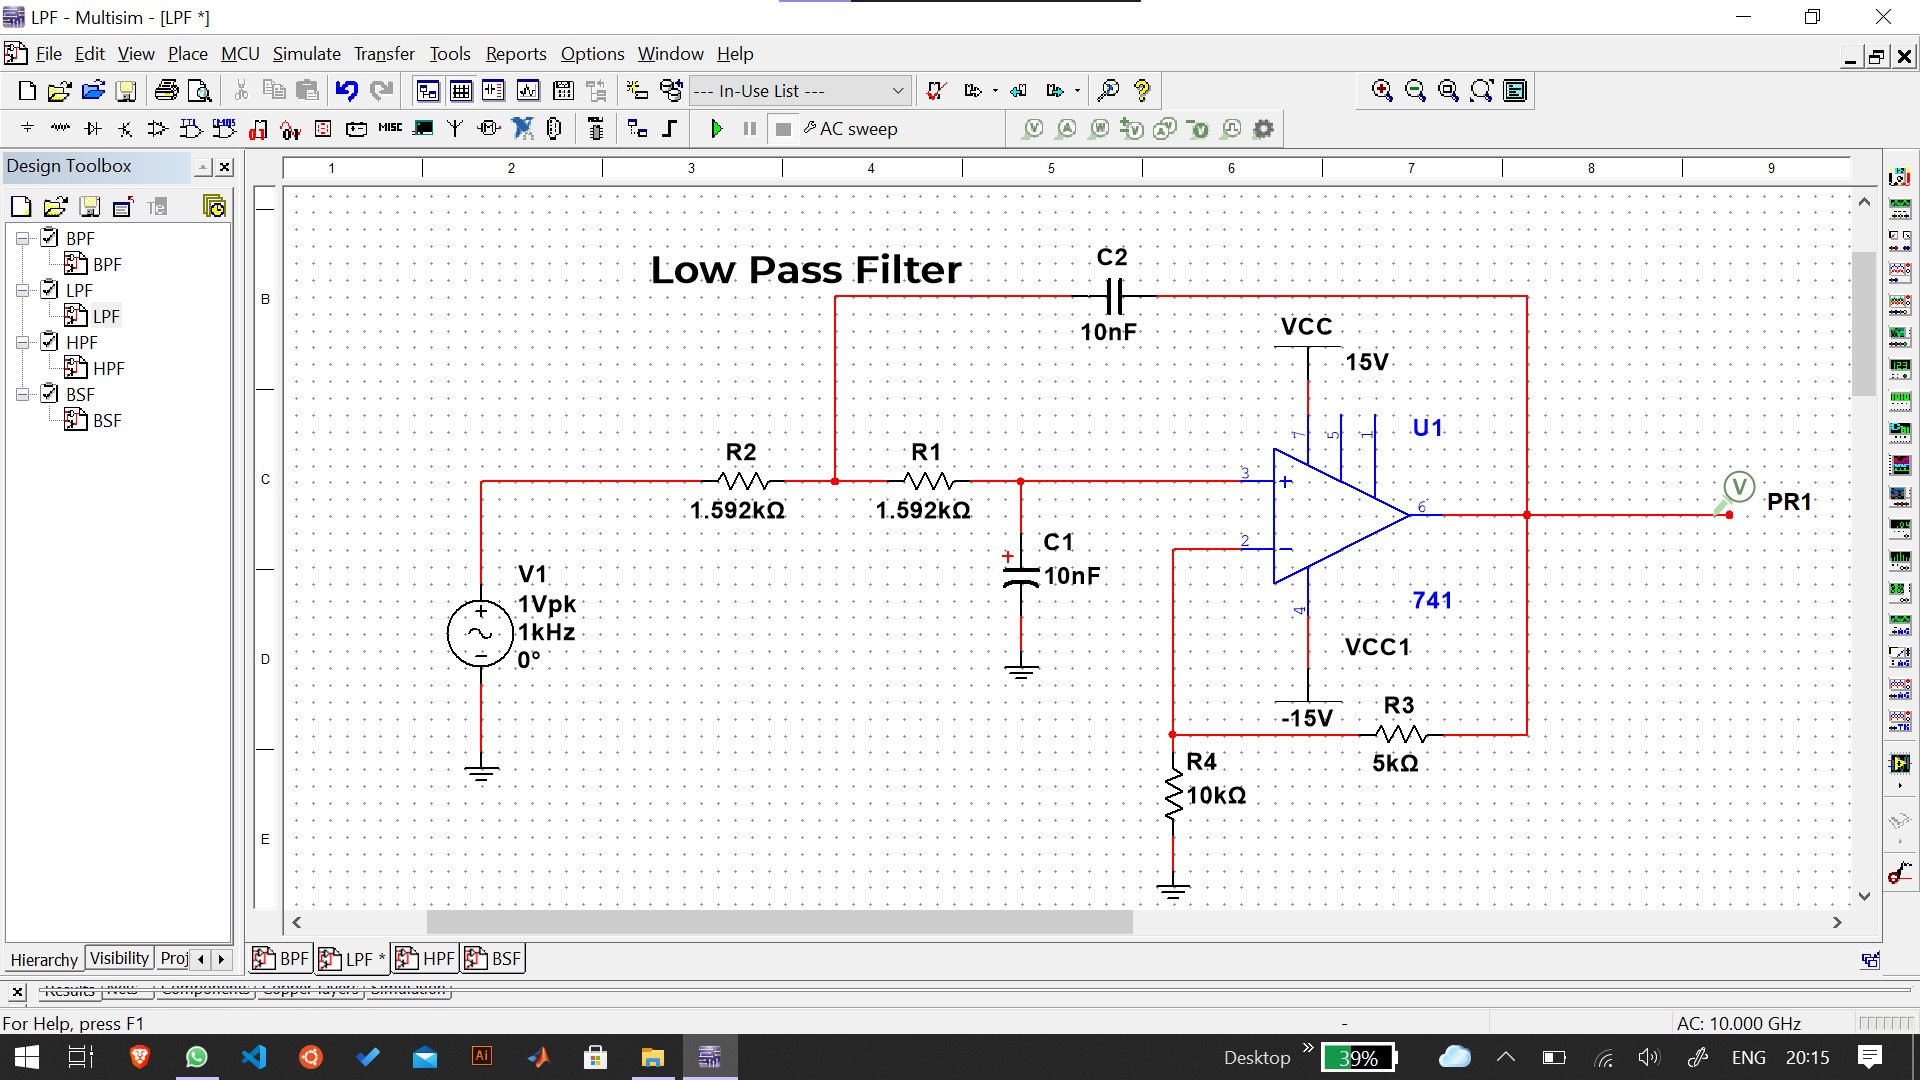 LPF - Multisim - [LPF *]
File Edit View Place MCU Simulate Transfer Tools Reports Options Window Help
--- In-Use List ---
MISC
AC sweep
Design Toolbox
BPF
BPF
LPF
LPF
HPF
HPF
BSF
BSF
1 2 3 4 5 6 7 8 9
B
C
D
E
Low Pass Filter
C2
10nF
VCC
15V
U1
7 5 1
R2
1.592kΩ
R1
1.592kΩ
3
2
6
4
741
PR1
V
C1
10nF
V1
1Vpk
1kHz
0°
VCC1
-15V
R3
5kΩ
R4
10kΩ
Hierarchy Visibility Proj
BPF LPF * HPF BSF
Results Nets Components Copper layers Simulation
For Help, press F1
-
AC: 10.000 GHz
Ai
Desktop
39%
ENG 20:15